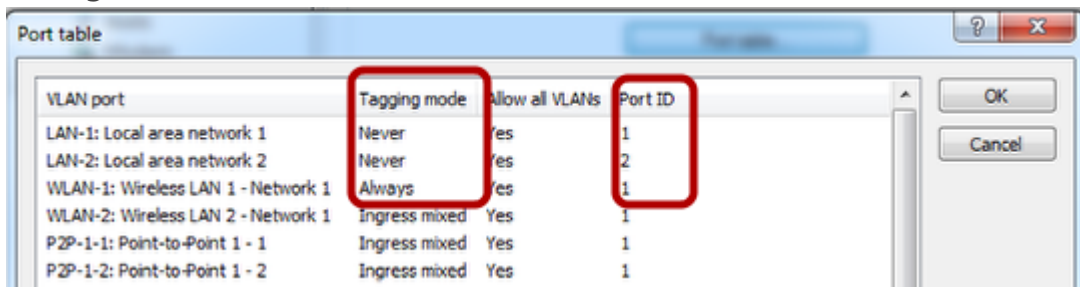 Port table
VLAN port Tagging mode Allow all VLANs Port ID
LAN-1: Local area network 1 Never Yes 1
LAN-2: Local area network 2 Never Yes 2
WLAN-1: Wireless LAN 1 - Network 1 Always Yes 1
WLAN-2: Wireless LAN 2 - Network 1 Ingress mixed Yes 1
P2P-1-1: Point-to-Point 1 - 1 Ingress mixed Yes 1
P2P-1-2: Point-to-Point 1 - 2 Ingress mixed Yes 1
OK
Cancel